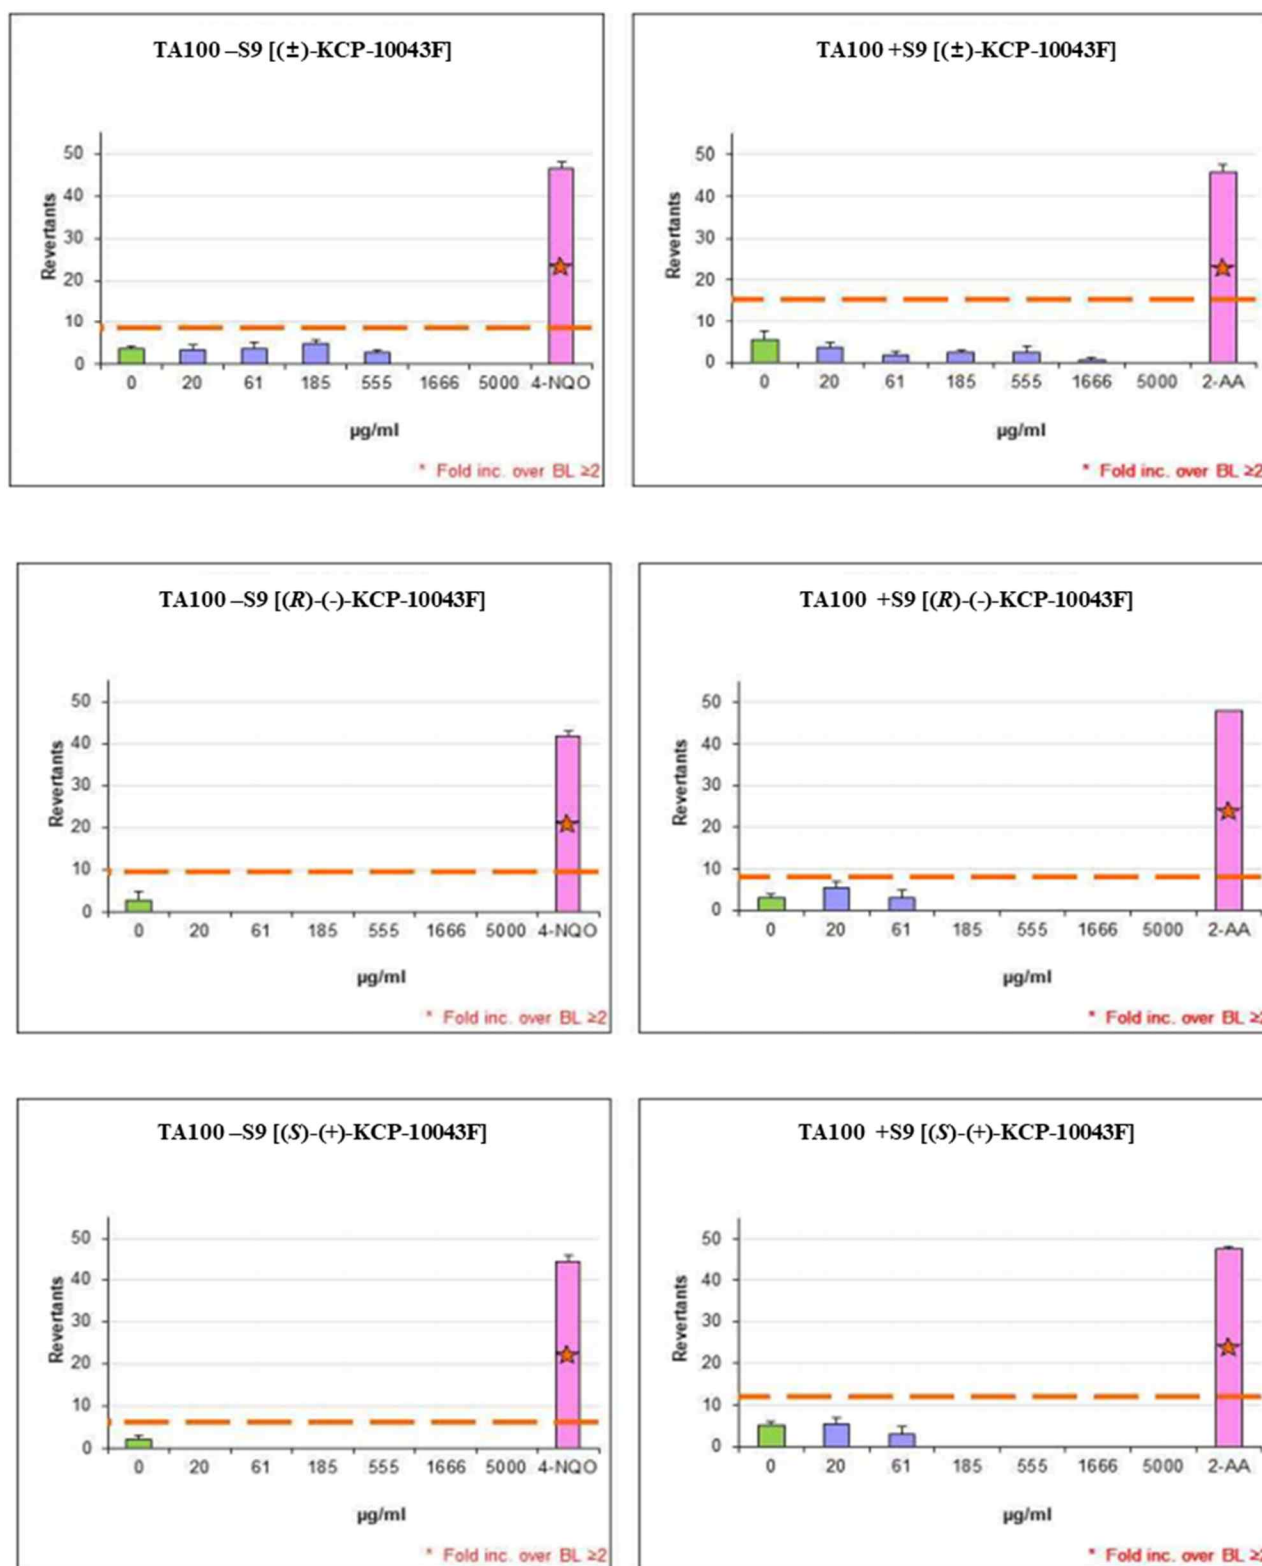 TA100 –S9 [(±)-KCP-10043F]
50
40
30
20
10
0
Revertants
0 20 61 185 555 1666 5000 4-NQO
µg/ml
* Fold inc. over BL ≥2
TA100 +S9 [(±)-KCP-10043F]
50
40
30
20
10
0
Revertants
0 20 61 185 555 1666 5000 2-AA
µg/ml
* Fold inc. over BL ≥2
TA100 –S9 [(R)-(-)-KCP-10043F]
50
40
30
20
10
0
Revertants
0 20 61 185 555 1666 5000 4-NQO
µg/ml
* Fold inc. over BL ≥2
TA100 +S9 [(R)-(-)-KCP-10043F]
50
40
30
20
10
0
Revertants
0 20 61 185 555 1666 5000 2-AA
µg/ml
* Fold inc. over BL ≥2
TA100 –S9 [(S)-(+)-KCP-10043F]
50
40
30
20
10
0
Revertants
0 20 61 185 555 1666 5000 4-NQO
µg/ml
* Fold inc. over BL ≥2
TA100 +S9 [(S)-(+)-KCP-10043F]
50
40
30
20
10
0
Revertants
0 20 61 185 555 1666 5000 2-AA
µg/ml
* Fold inc. over BL ≥2